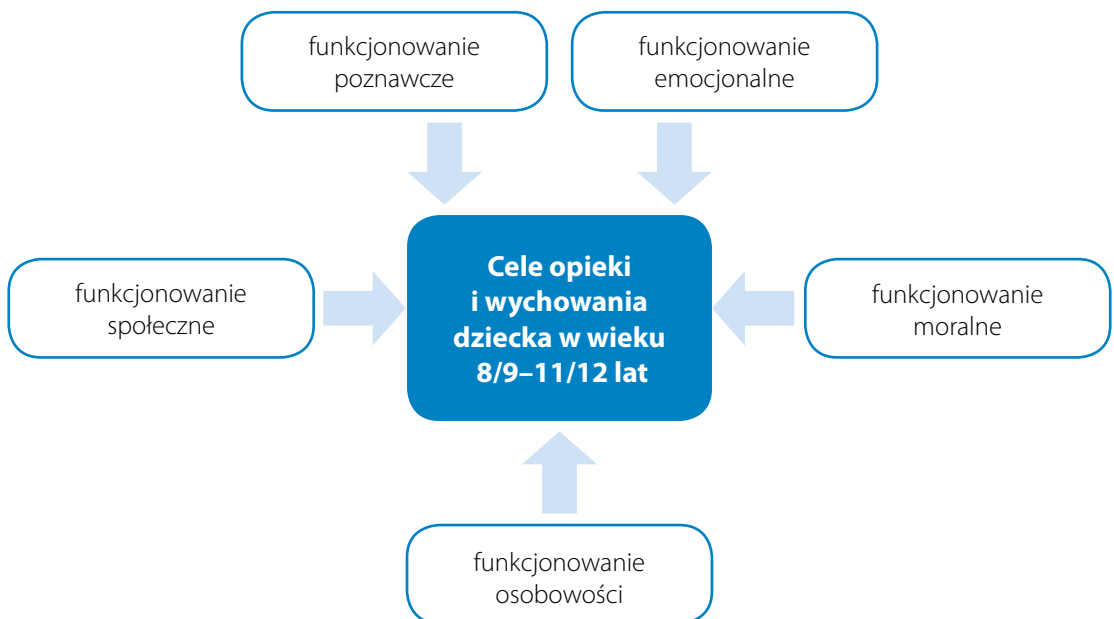 funkcjonowanie
poznawcze
funkcjonowanie
emocjonalne
funkcjonowanie
społeczne
Cele opieki
i wychowania
dziecka w wieku
8/9–11/12 lat
funkcjonowanie
moralne
funkcjonowanie
osobowości